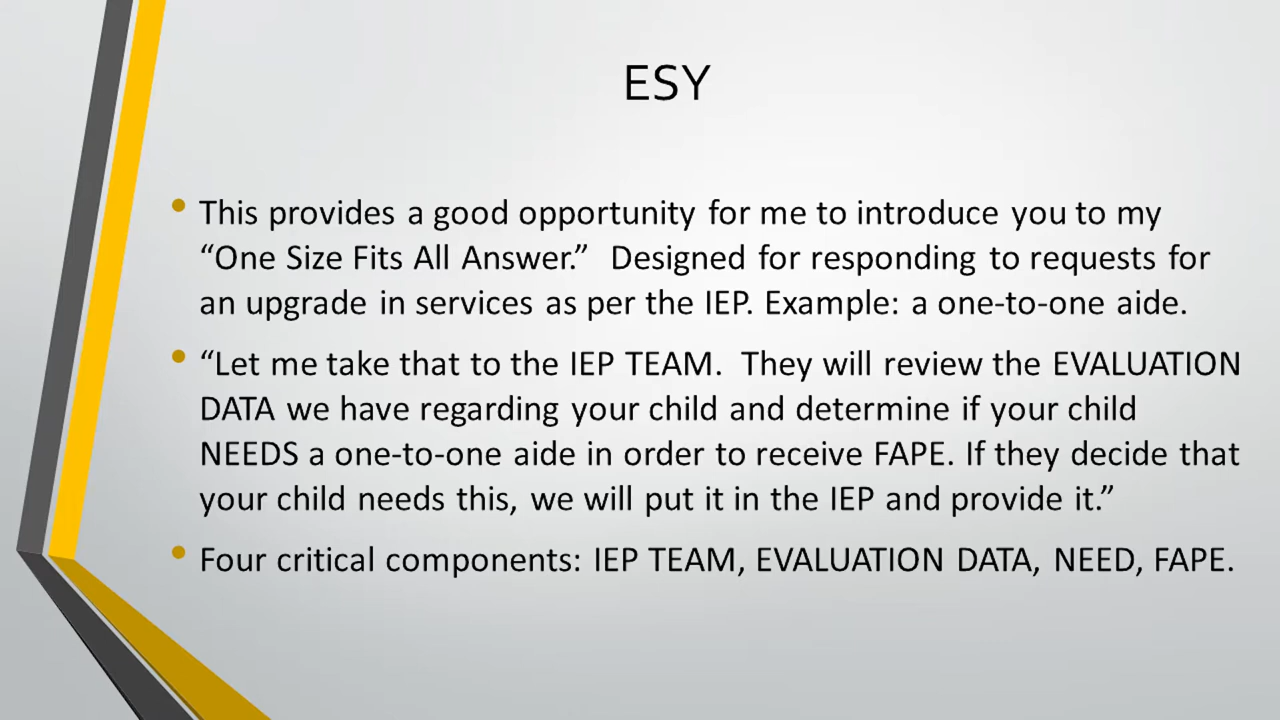 ESY
• This provides a good opportunity for me to introduce you to my
“One Size Fits All Answer.”  Designed for responding to requests for
an upgrade in services as per the IEP. Example: a one-to-one aide.
• “Let me take that to the IEP TEAM.  They will review the EVALUATION
DATA we have regarding your child and determine if your child
NEEDS a one-to-one aide in order to receive FAPE. If they decide that
your child needs this, we will put it in the IEP and provide it.”
• Four critical components: IEP TEAM, EVALUATION DATA, NEED, FAPE.